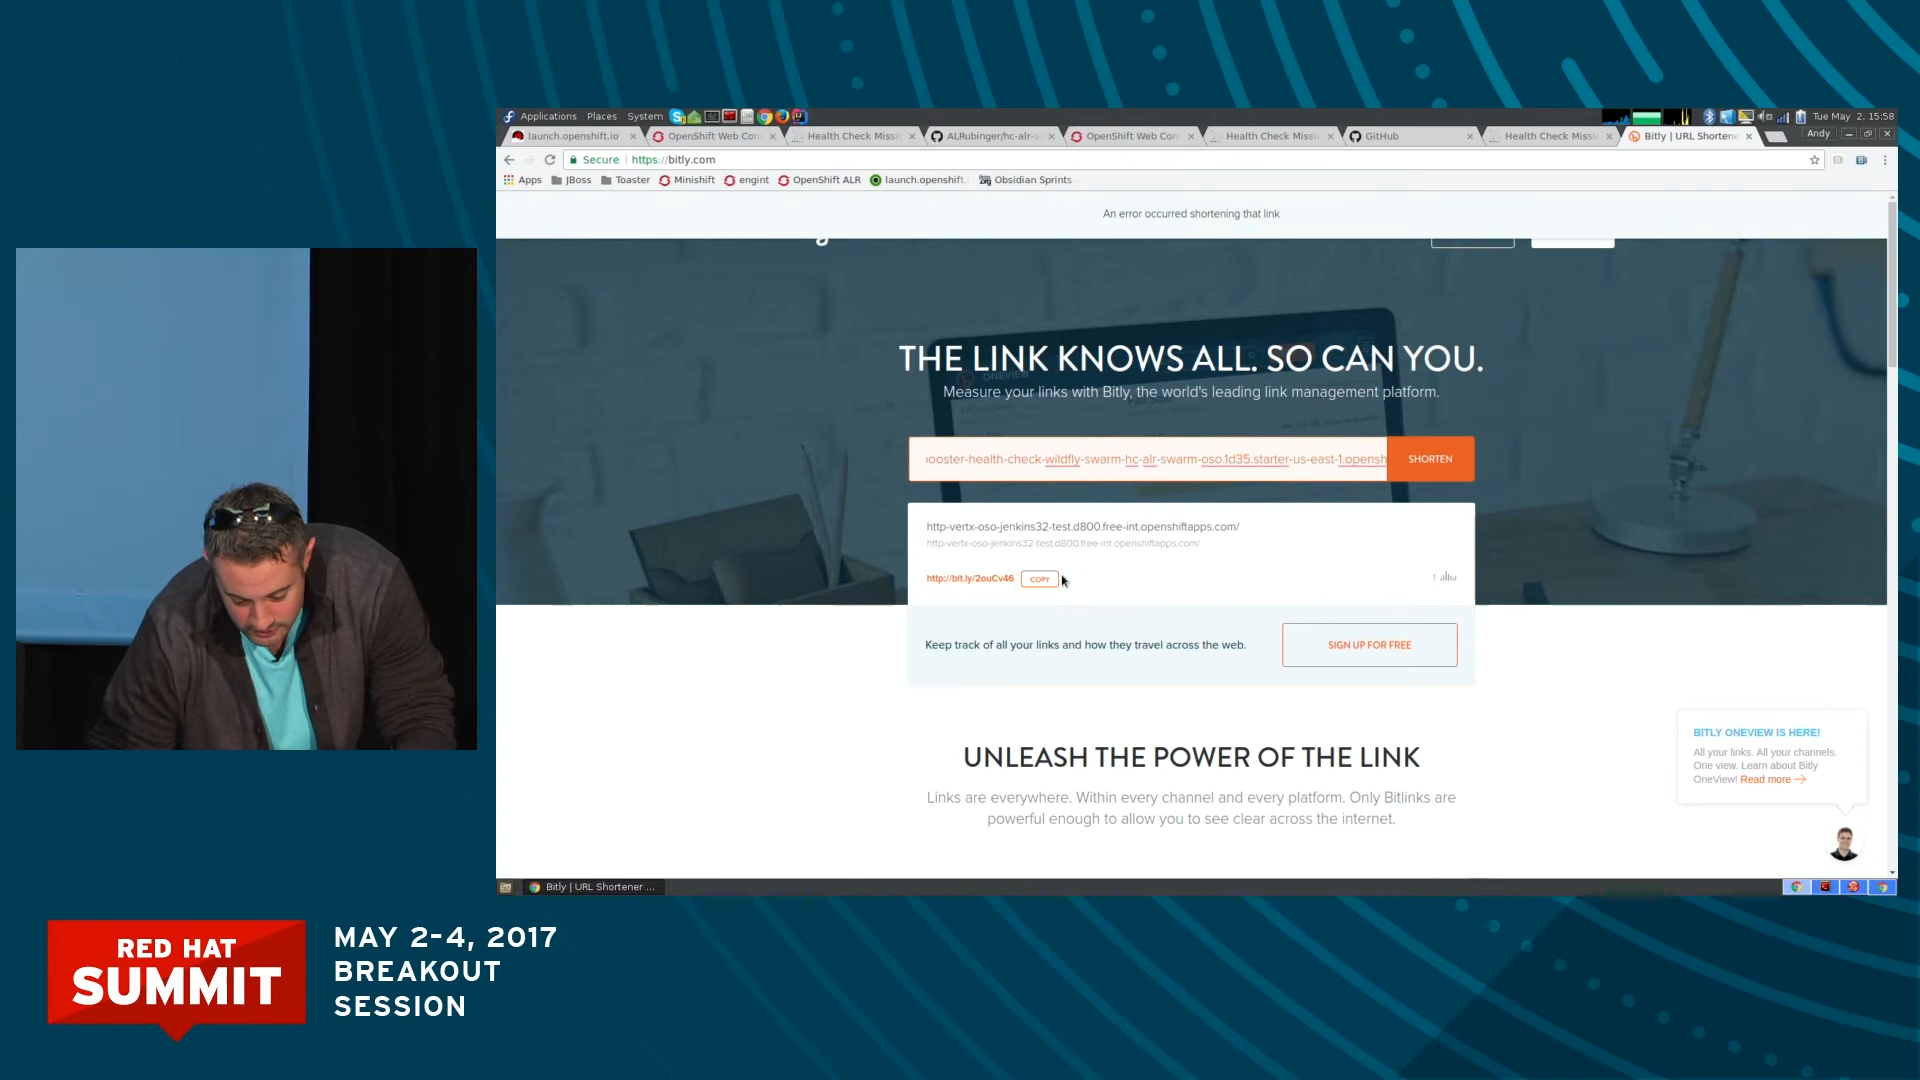 Applications Places System
Tue May 2, 15:58
launch.openshift.io
OpenShift Web Con
Health Check Missi
ALRubinger/hc-alr-s
OpenShift Web Con
Health Check Missi
GitHub
Health Check Missi
Bitly | URL Shortene
Andy
Secure https://bitly.com
Apps JBoss Toaster Minishift engint OpenShift ALR launch.openshift. Obsidian Sprints
An error occurred shortening that link
THE LINK KNOWS ALL. SO CAN YOU.
Measure your links with Bitly, the world's leading link management platform.
ooster-health-check-wildfly-swarm-hc-alr-swarm-oso.1d35.starter-us-east-1.opensh
SHORTEN
http-vertx-oso-jenkins32-test.d800.free-int.openshiftapps.com/
http-vertx-oso-jenkins32-test.d800.free-int.openshiftapps.com/
http://bit.ly/2ouCv46 COPY
1
Keep track of all your links and how they travel across the web.
SIGN UP FOR FREE
UNLEASH THE POWER OF THE LINK
Links are everywhere. Within every channel and every platform. Only Bitlinks are
powerful enough to allow you to see clear across the internet.
BITLY ONEVIEW IS HERE!
All your links. All your channels.
One view. Learn about Bitly
OneView! Read more
Bitly | URL Shortener ...
RED HAT
SUMMIT
MAY 2-4, 2017
BREAKOUT
SESSION